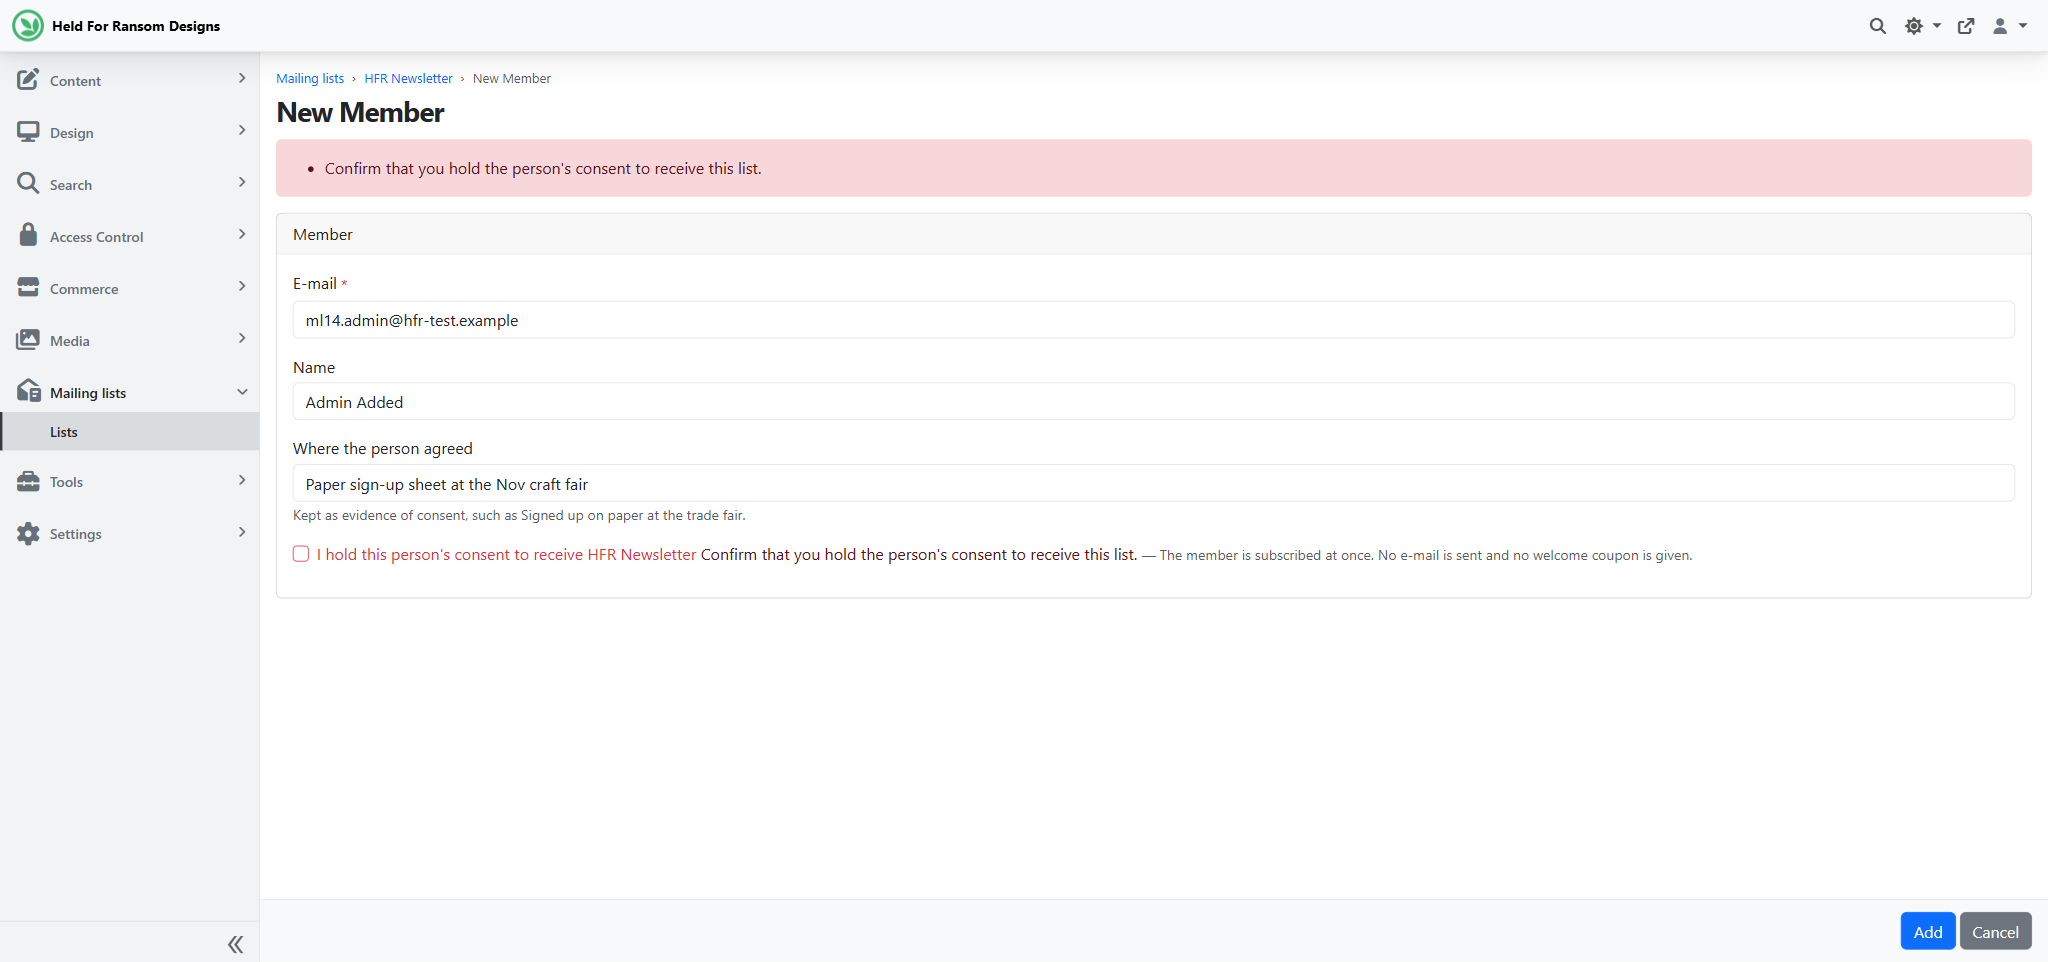 Held For Ransom Designs
Content
Design
Search
Access Control
Commerce
Media
Mailing lists
Lists
Tools
Settings
Mailing lists › HFR Newsletter › New Member
New Member
• Confirm that you hold the person's consent to receive this list.
Member
E-mail *
ml14.admin@hfr-test.example
Name
Admin Added
Where the person agreed
Paper sign-up sheet at the Nov craft fair
Kept as evidence of consent, such as Signed up on paper at the trade fair.
I hold this person's consent to receive HFR Newsletter Confirm that you hold the person's consent to receive this list. — The member is subscribed at once. No e-mail is sent and no welcome coupon is given.
Add Cancel